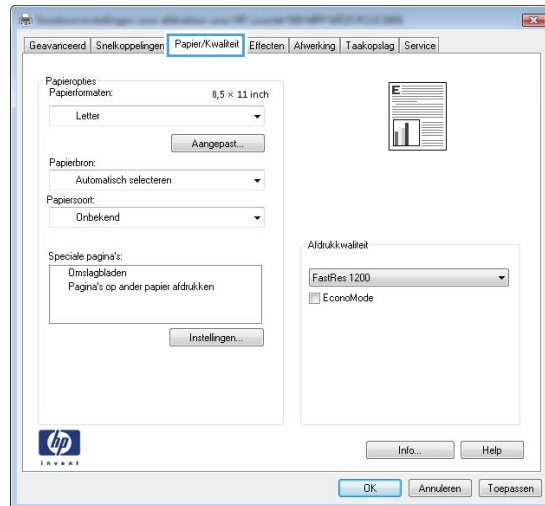 Geavanceerd Snelkoppelingen Papier/Kwaliteit Effecten Afwerking Taakopslag Service
Papieropties
Papierformaten: 8,5 × 11 inch
Letter
Aangepast...
Papierbron:
Automatisch selecteren
Papiersoort:
Onbekend
Speciale pagina's:
Omslagbladen
Pagina's op ander papier afdrukken
Instellingen...
E
Afdrukkwaliteit
FastRes 1200
EconoMode
hp
invent
Info... Help
OK Annuleren Toepassen